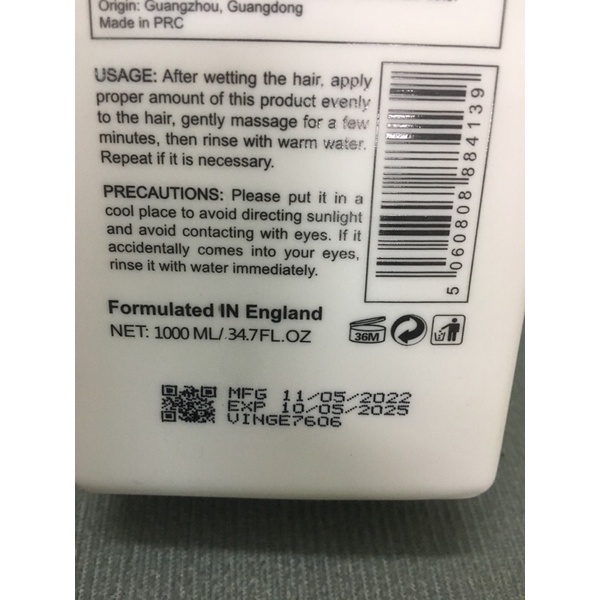 Origin: Guangzhou, Guangdong
Made in PRC
USAGE: After wetting the hair, apply
proper amount of this product evenly
to the hair, gently massage for a few
minutes, then rinse with warm water.
Repeat if it is necessary.
PRECAUTIONS: Please put it in a
cool place to avoid directing sunlight
and avoid contacting with eyes. If it
accidentally comes into your eyes,
rinse it with water immediately.
5 060808 884139
Formulated IN England
NET: 1000 ML/ 34.7FL.OZ
36M
MFG 11/05/2022
EXP 10/05/2025
VINGE7606